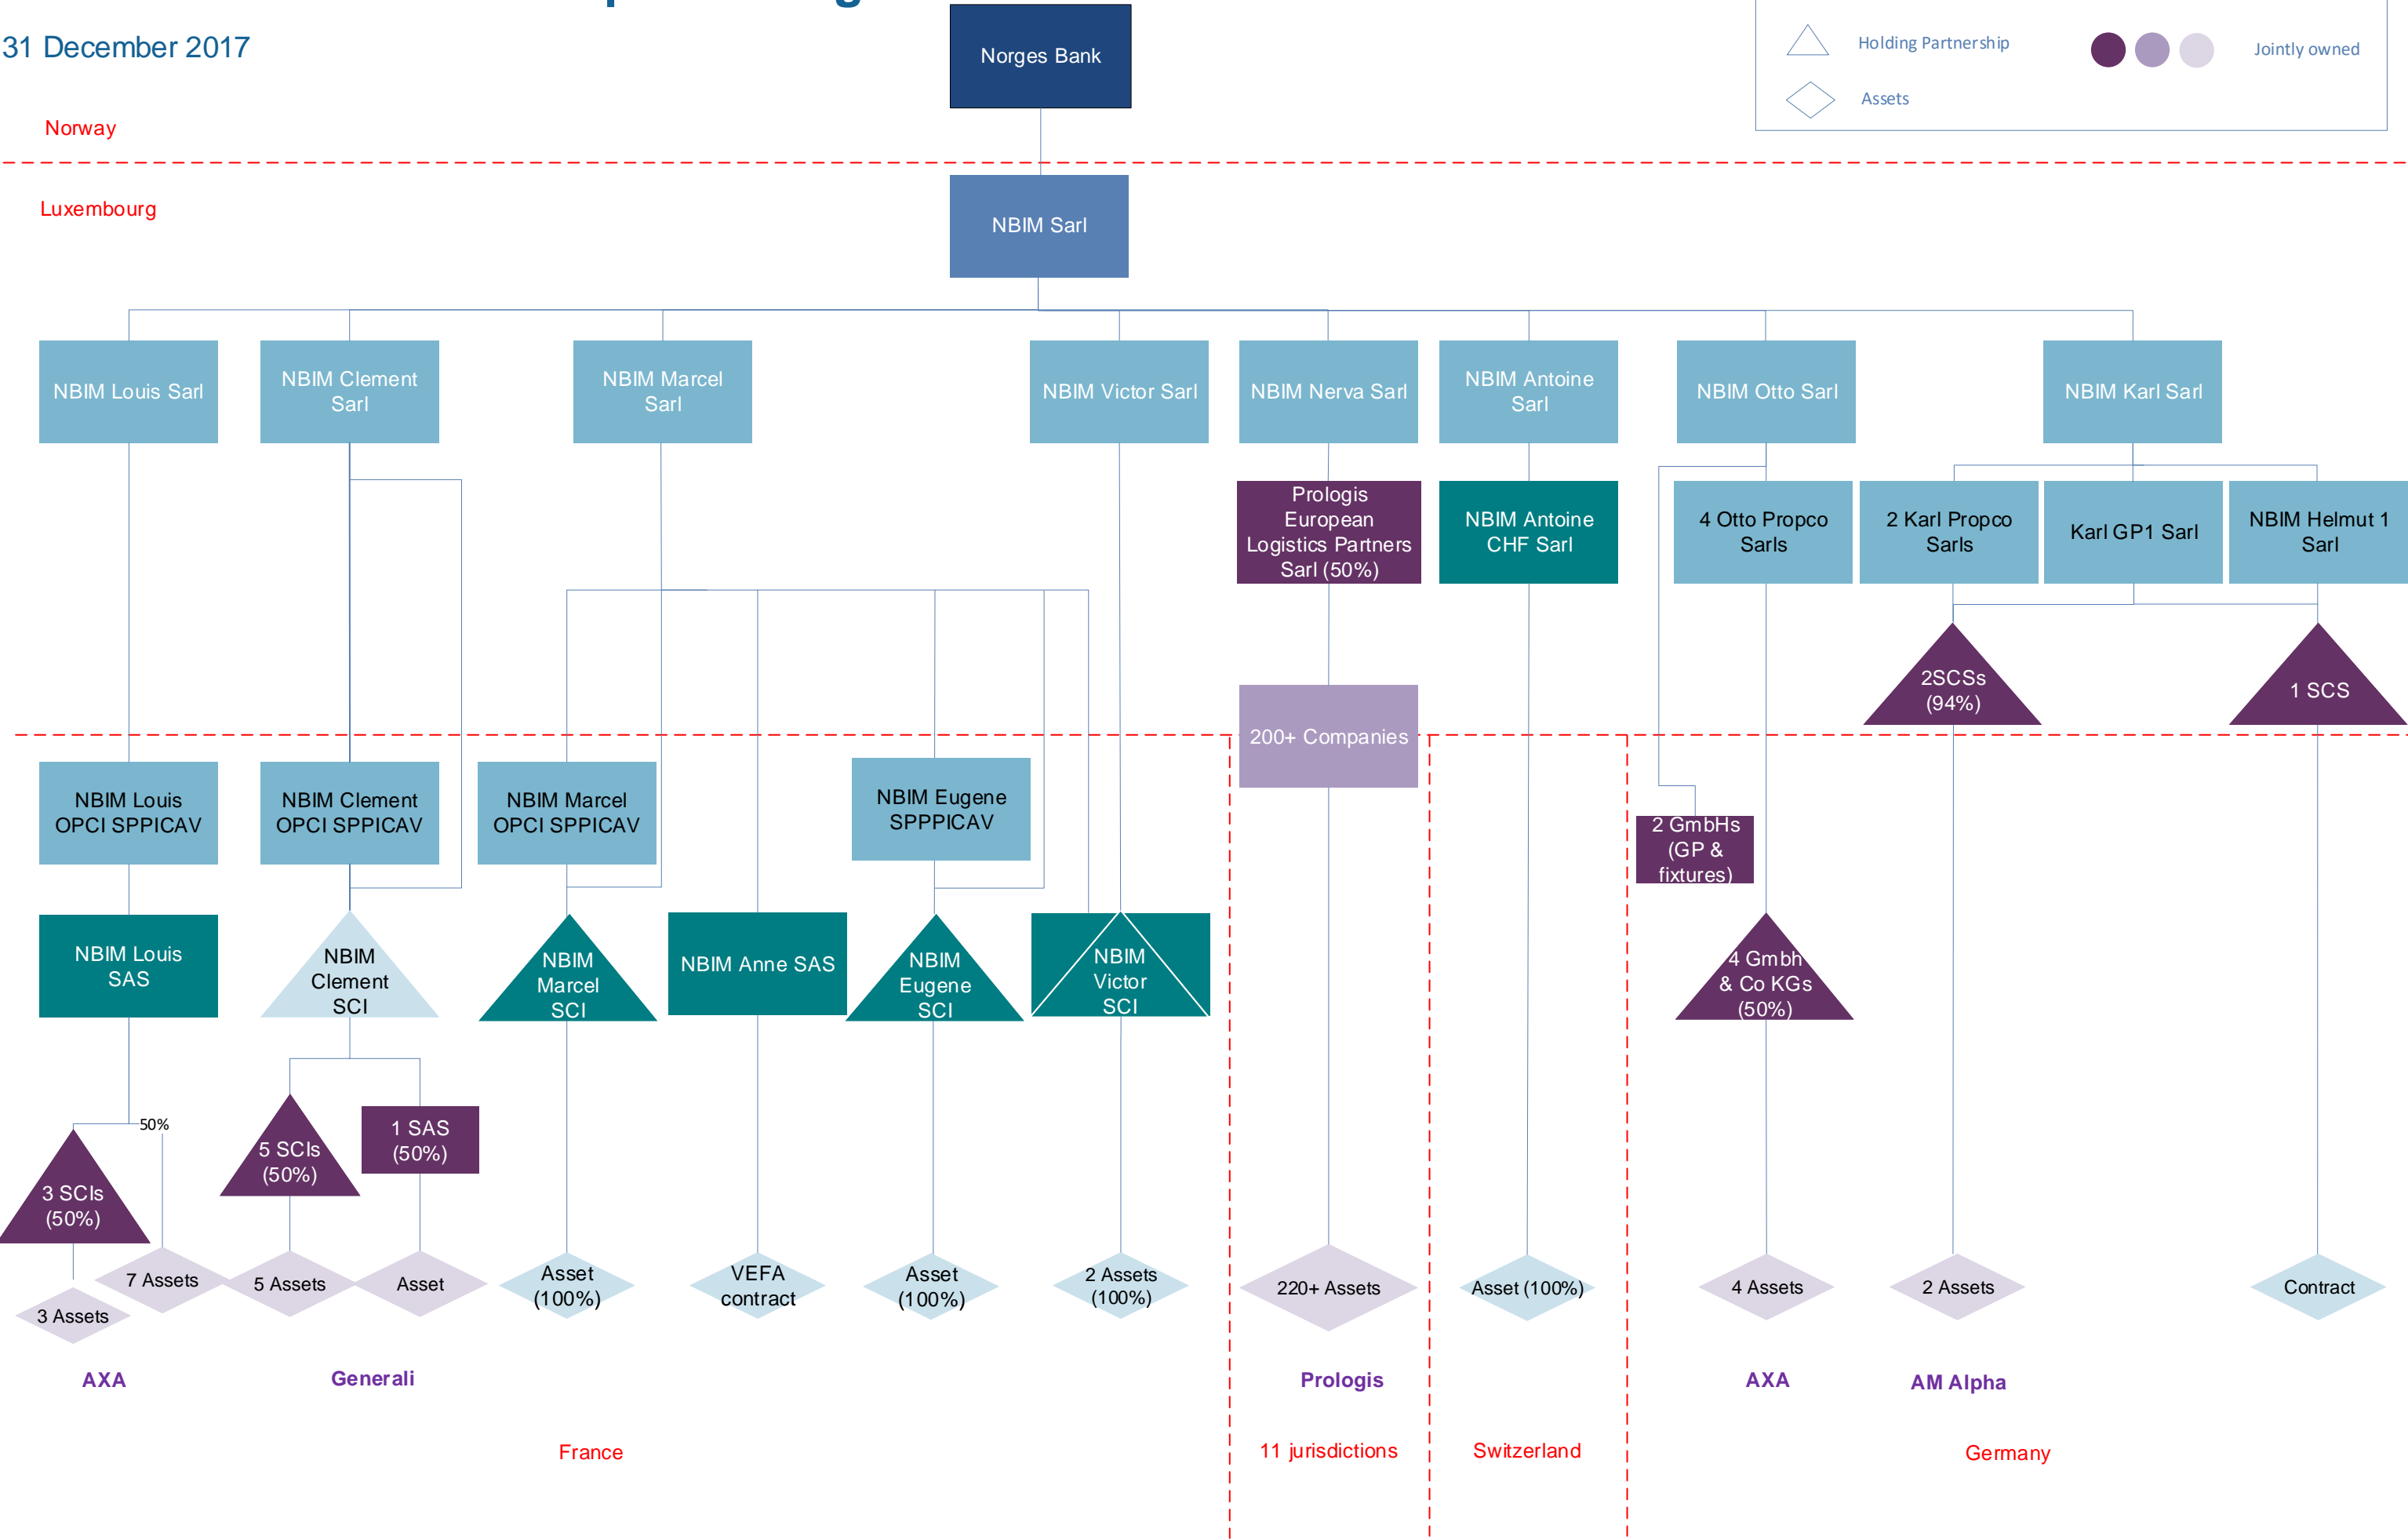 31 December 2017
Norges Bank
Holding Partnership
Jointly owned
Assets
Norway
Luxembourg
NBIM Sarl
NBIM Louis Sarl
NBIM Clement
Sarl
NBIM Marcel
Sarl
NBIM Victor Sarl
NBIM Nerva Sarl
NBIM Antoine
Sarl
NBIM Otto Sarl
NBIM Karl Sarl
Prologis
European
Logistics Partners
Sarl (50%)
NBIM Antoine
CHF Sarl
4 Otto Propco
Sarls
2 Karl Propco
Sarls
Karl GP1 Sarl
NBIM Helmut 1
Sarl
2SCSs
(94%)
1 SCS
200+ Companies
NBIM Louis
OPCI SPPICAV
NBIM Clement
OPCI SPPICAV
NBIM Marcel
OPCI SPPICAV
NBIM Eugene
SPPPICAV
2 GmbHs
(GP &
fixtures)
NBIM Louis
SAS
NBIM
Clement
SCI
NBIM
Marcel
SCI
NBIM Anne SAS
NBIM
Eugene
SCI
NBIM
Victor
SCI
4 Gmbh
& Co KGs
(50%)
50%
3 SCIs
(50%)
5 SCIs
(50%)
1 SAS
(50%)
7 Assets
3 Assets
5 Assets
Asset
Asset
(100%)
VEFA
contract
Asset
(100%)
2 Assets
(100%)
220+ Assets
Asset (100%)
4 Assets
2 Assets
Contract
AXA
Generali
Prologis
AXA
AM Alpha
France
11 jurisdictions
Switzerland
Germany